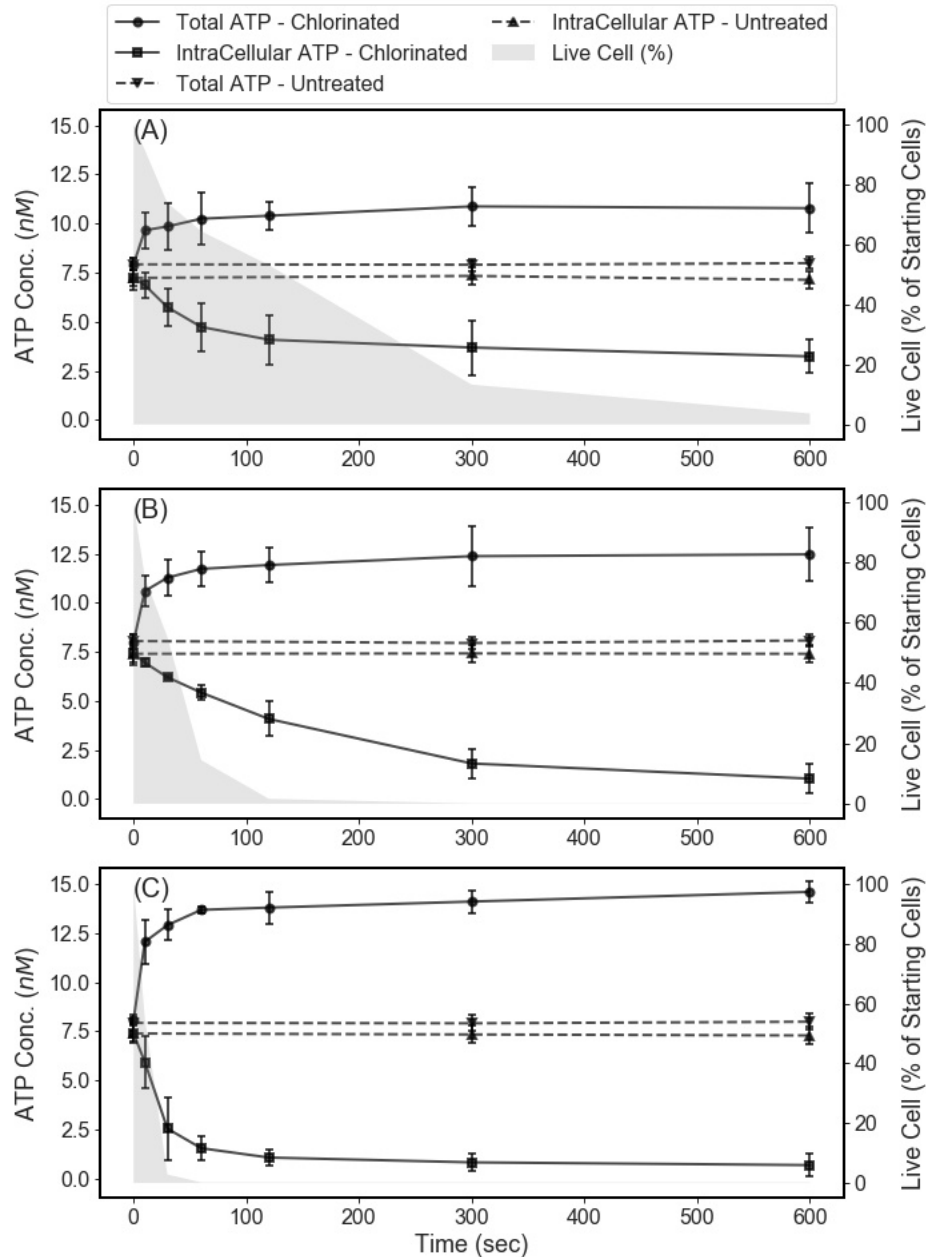 Total ATP - Chlorinated
IntraCellular ATP - Chlorinated
Total ATP - Untreated
IntraCellular ATP - Untreated
Live Cell (%)
(A)
15.0
12.5
10.0
7.5
5.0
2.5
0.0
ATP Conc. (nM)
100
80
60
40
20
0
Live Cell (% of Starting Cells)
0 100 200 300 400 500 600
(B)
15.0
12.5
10.0
7.5
5.0
2.5
0.0
ATP Conc. (nM)
100
80
60
40
20
0
Live Cell (% of Starting Cells)
0 100 200 300 400 500 600
(C)
15.0
12.5
10.0
7.5
5.0
2.5
0.0
ATP Conc. (nM)
100
80
60
40
20
0
Live Cell (% of Starting Cells)
0 100 200 300 400 500 600
Time (sec)